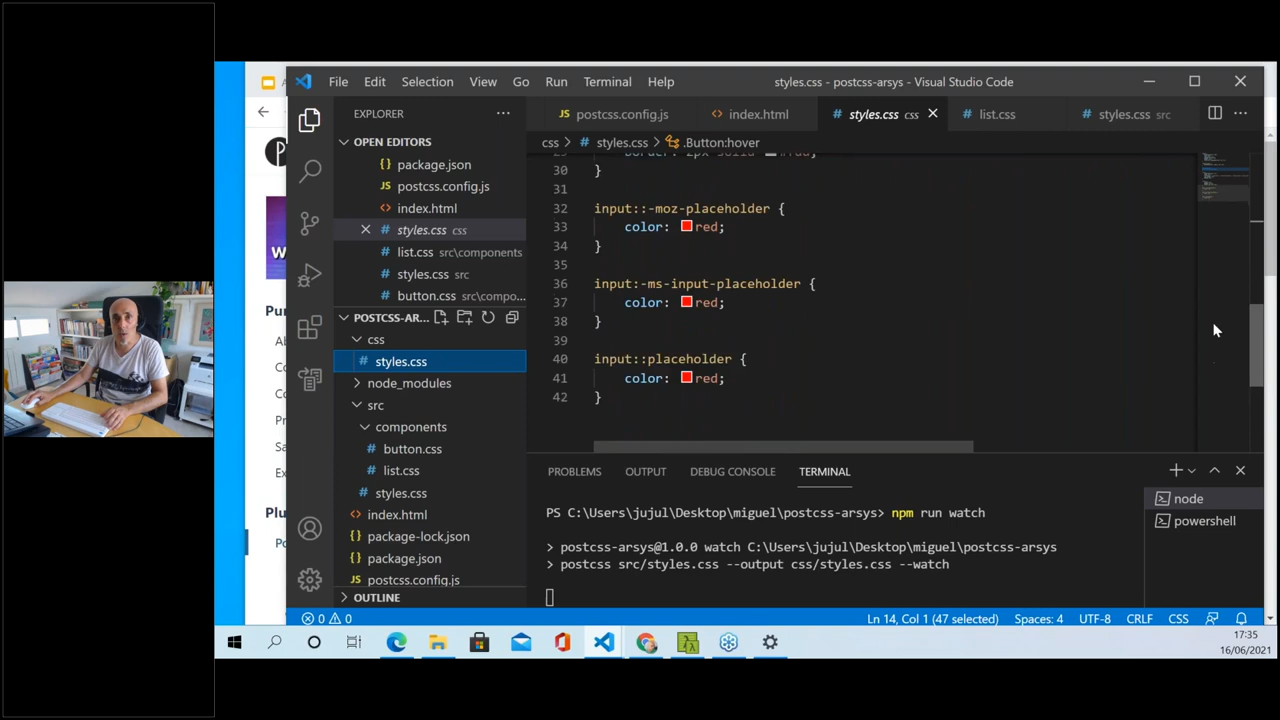 File Edit Selection View Go Run Terminal Help
styles.css - postcss-arsys - Visual Studio Code
EXPLORER
OPEN EDITORS
package.json
postcss.config.js
index.html
styles.css css
list.css src\components
styles.css src
button.css src\compo...
POSTCSS-AR...
css
styles.css
node_modules
src
components
button.css
list.css
styles.css
index.html
package-lock.json
package.json
postcss.config.js
OUTLINE
postcss.config.js index.html styles.css css list.css styles.css src
css > styles.css > .Button:hover
30 }
31
32 input::-moz-placeholder {
33 color: red;
34 }
35
36 input:-ms-input-placeholder {
37 color: red;
38 }
39
40 input::placeholder {
41 color: red;
42 }
PROBLEMS OUTPUT DEBUG CONSOLE TERMINAL
PS C:\Users\jujul\Desktop\miguel\postcss-arsys> npm run watch
> postcss-arsys@1.0.0 watch C:\Users\jujul\Desktop\miguel\postcss-arsys
> postcss src/styles.css --output css/styles.css --watch
node
powershell
0 0
Ln 14, Col 1 (47 selected) Spaces: 4 UTF-8 CRLF CSS
17:35
16/06/2021